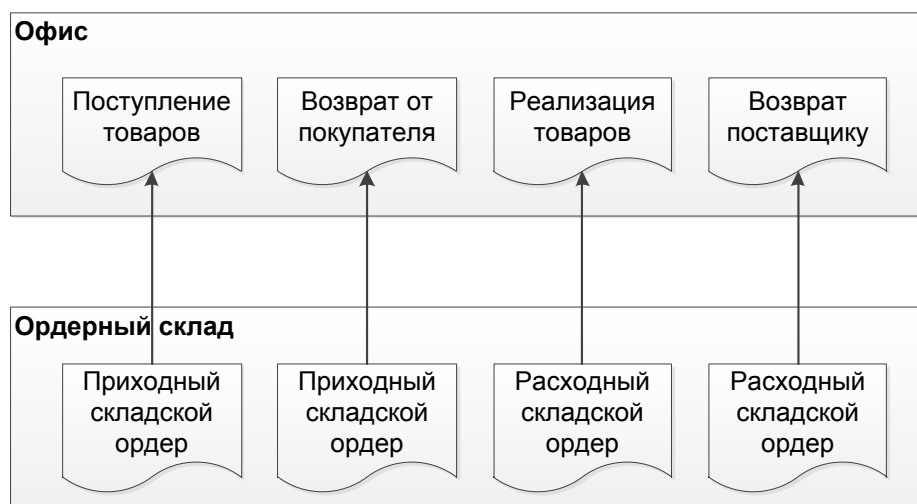 Офис
Поступление
товаров
Возврат от
покупателя
Реализация
товаров
Возврат
поставщику
Ордерный склад
Приходный
складской
ордер
Приходный
складской
ордер
Расходный
складской
ордер
Расходный
складской
ордер